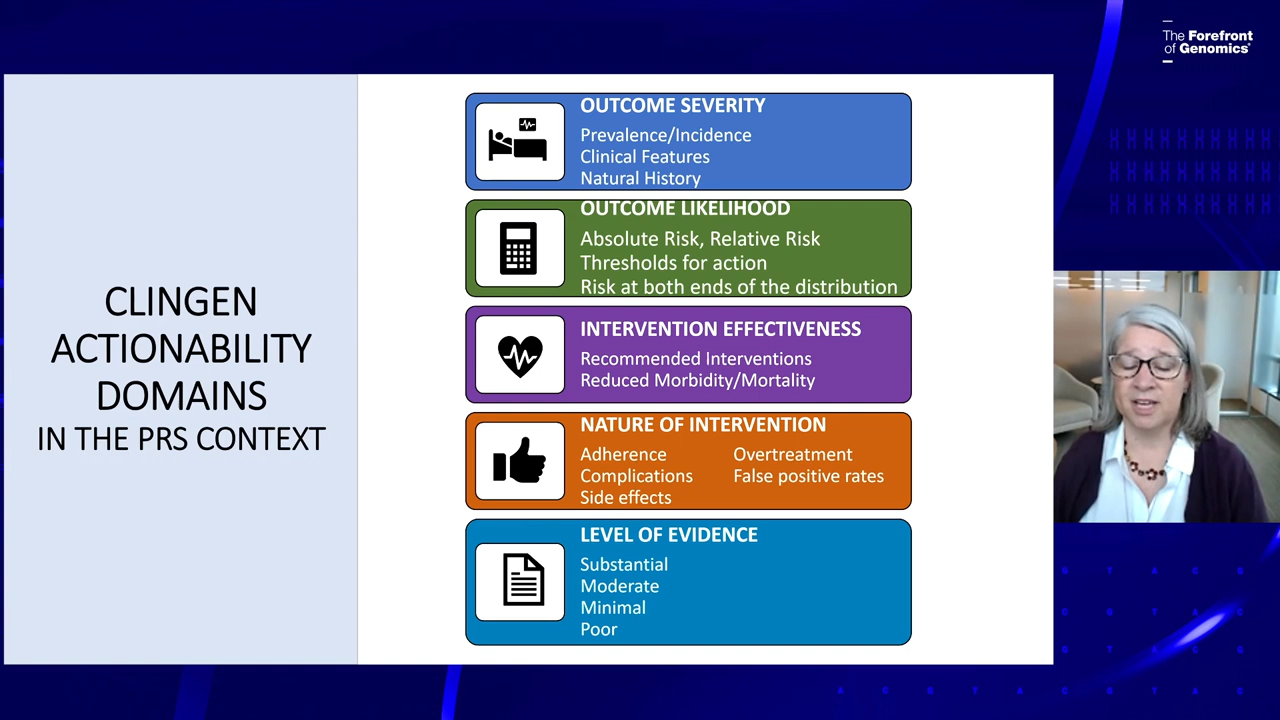 The Forefront
of Genomics®
CLINGEN
ACTIONABILITY
DOMAINS
IN THE PRS CONTEXT
OUTCOME SEVERITY
Prevalence/Incidence
Clinical Features
Natural History
OUTCOME LIKELIHOOD
Absolute Risk, Relative Risk
Thresholds for action
Risk at both ends of the distribution
INTERVENTION EFFECTIVENESS
Recommended Interventions
Reduced Morbidity/Mortality
NATURE OF INTERVENTION
Adherence
Complications
Side effects
Overtreatment
False positive rates
LEVEL OF EVIDENCE
Substantial
Moderate
Minimal
Poor